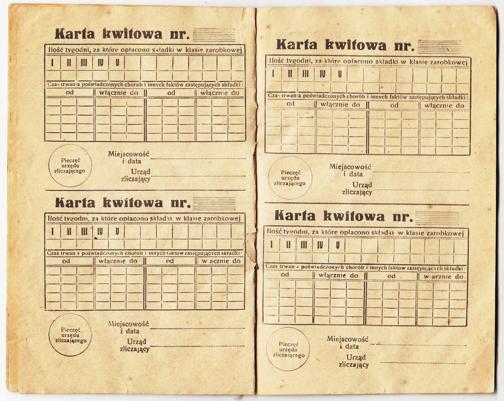 Karta kwitowa nr.
Ilość tygodni, za które opłacono składki w klasie zarobkowej
I II III IV V
Czas trwania poświadczonych chorób i innych faktów zastępujących składki:
od włącznie do od włącznie do
Pieczęć
urzędu
zliczającego
Miejscowość
i data
Urząd
zliczający
Karta kwitowa nr.
Ilość tygodni, za które opłacono składki w klasie zarobkowej
I II III IV V
Czas trwan a poświadczonych chorób i innych faktów zastępujących składki:
od włącznie do od w ącznie do
Pieczęć
urzędu
zliczającego
Miejscowość
i data
Urząd
zliczający
Karta kwitowa nr.
Ilość tygodni, za które opłacono składki w klasie zarobkowej
I II III IV V
Czas trwania poświadczonych chorób i innych faktów zastępujących składki:
od włącznie do od włącznie do
Pieczęć
urzędu
zliczającego
Miejscowość
i data
Urząd
zliczający
Karta kwitowa nr.
Ilość tygodni, za które opłacono składki w klasie zarobkowej
I II III IV V
Czas trwan a poświadczonych chorób i innych faktów zastępujących składki:
od włącznie do od w ącznie do
Pieczęć
urzędu
zliczającego
Miejscowość
i data
Urząd
zliczający